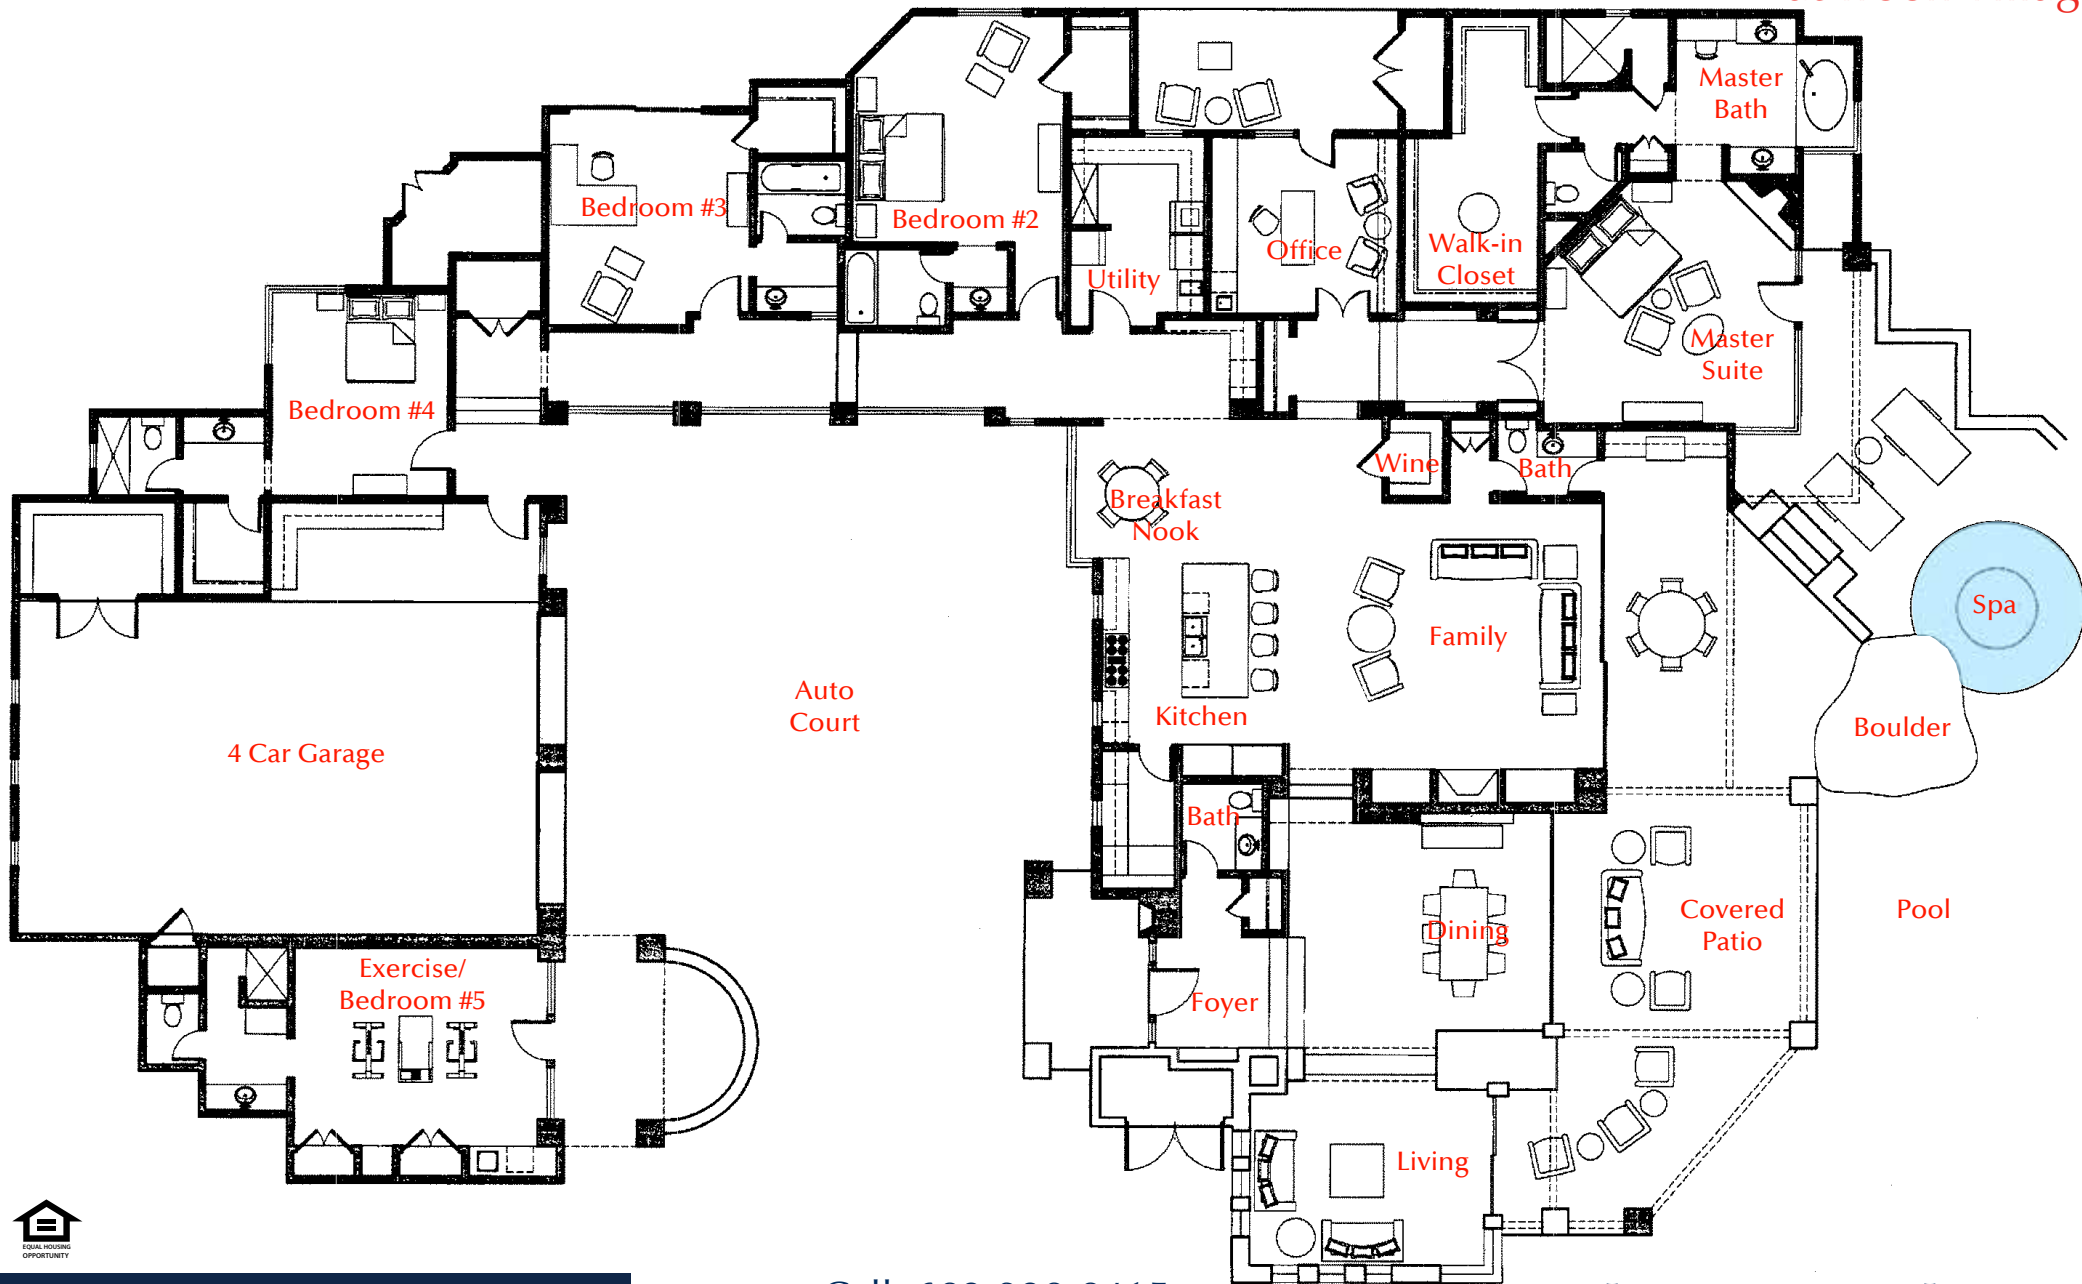 Master
Bath
Bedroom #3
Bedroom #2
Utility
Office
Walk-in
Closet
Master
Suite
Bedroom #4
Wine
Bath
Breakfast
Nook
Spa
Family
Auto
Court
Kitchen
Boulder
4 Car Garage
Bath
Covered
Patio
Pool
Dining
Exercise/
Bedroom #5
Foyer
Living
EQUAL HOUSING
OPPORTUNITY